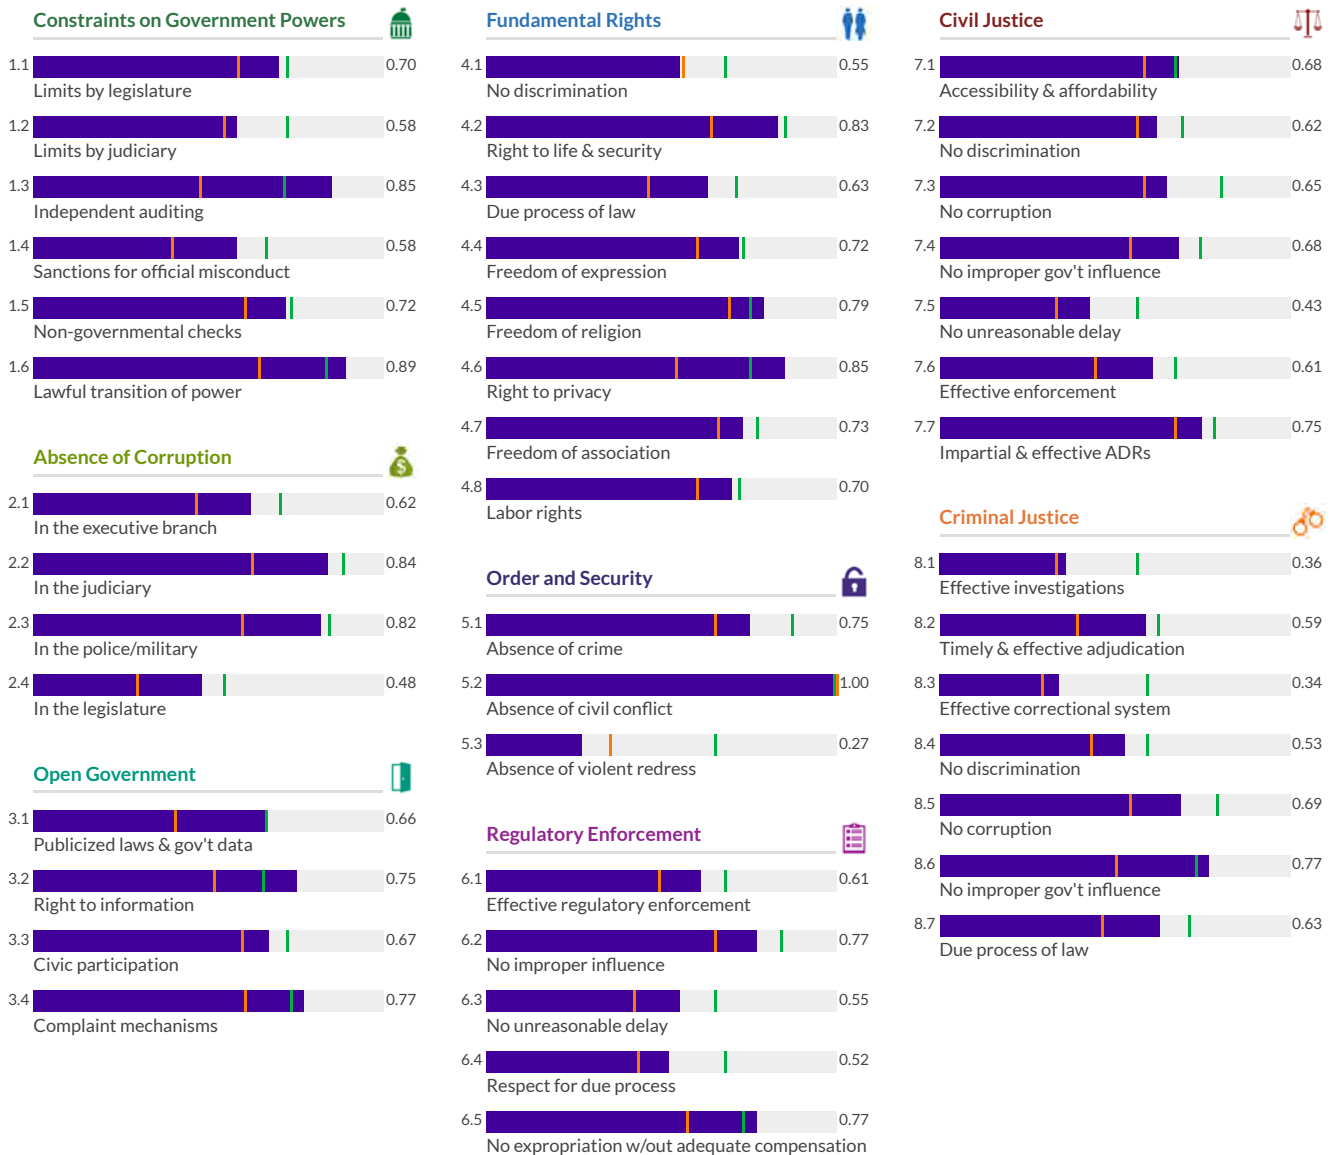 Constraints on Government Powers
1.1 0.70
Limits by legislature
1.2 0.58
Limits by judiciary
1.3 0.85
Independent auditing
1.4 0.58
Sanctions for official misconduct
1.5 0.72
Non-governmental checks
1.6 0.89
Lawful transition of power
Absence of Corruption
2.1 0.62
In the executive branch
2.2 0.84
In the judiciary
2.3 0.82
In the police/military
2.4 0.48
In the legislature
Open Government
3.1 0.66
Publicized laws & gov't data
3.2 0.75
Right to information
3.3 0.67
Civic participation
3.4 0.77
Complaint mechanisms
Fundamental Rights
4.1 0.55
No discrimination
4.2 0.83
Right to life & security
4.3 0.63
Due process of law
4.4 0.72
Freedom of expression
4.5 0.79
Freedom of religion
4.6 0.85
Right to privacy
4.7 0.73
Freedom of association
4.8 0.70
Labor rights
Order and Security
5.1 0.75
Absence of crime
5.2 1.00
Absence of civil conflict
5.3 0.27
Absence of violent redress
Regulatory Enforcement
6.1 0.61
Effective regulatory enforcement
6.2 0.77
No improper influence
6.3 0.55
No unreasonable delay
6.4 0.52
Respect for due process
6.5 0.77
No expropriation w/out adequate compensation
Civil Justice
7.1 0.68
Accessibility & affordability
7.2 0.62
No discrimination
7.3 0.65
No corruption
7.4 0.68
No improper gov't influence
7.5 0.43
No unreasonable delay
7.6 0.61
Effective enforcement
7.7 0.75
Impartial & effective ADRs
Criminal Justice
8.1 0.36
Effective investigations
8.2 0.59
Timely & effective adjudication
8.3 0.34
Effective correctional system
8.4 0.53
No discrimination
8.5 0.69
No corruption
8.6 0.77
No improper gov't influence
8.7 0.63
Due process of law